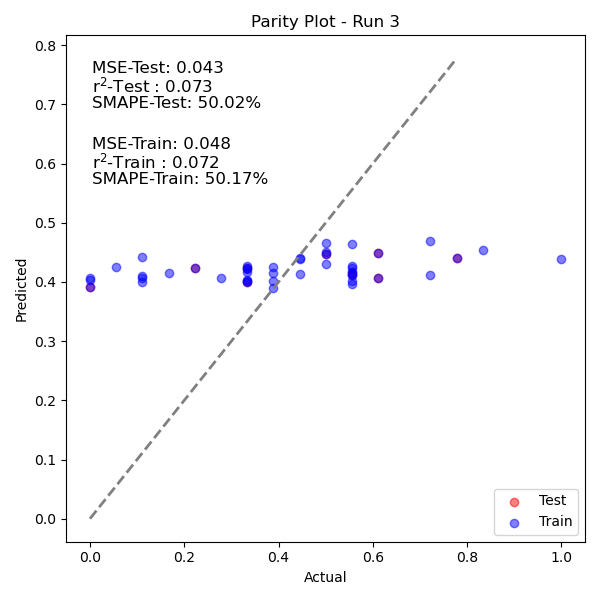 Parity Plot - Run 3
MSE-Test: 0.043
r²-Test : 0.073
SMAPE-Test: 50.02%
MSE-Train: 0.048
r²-Train : 0.072
SMAPE-Train: 50.17%
Predicted
0.8
0.7
0.6
0.5
0.4
0.3
0.2
0.1
0.0
Test
Train
0.0 0.2 0.4 0.6 0.8 1.0
Actual